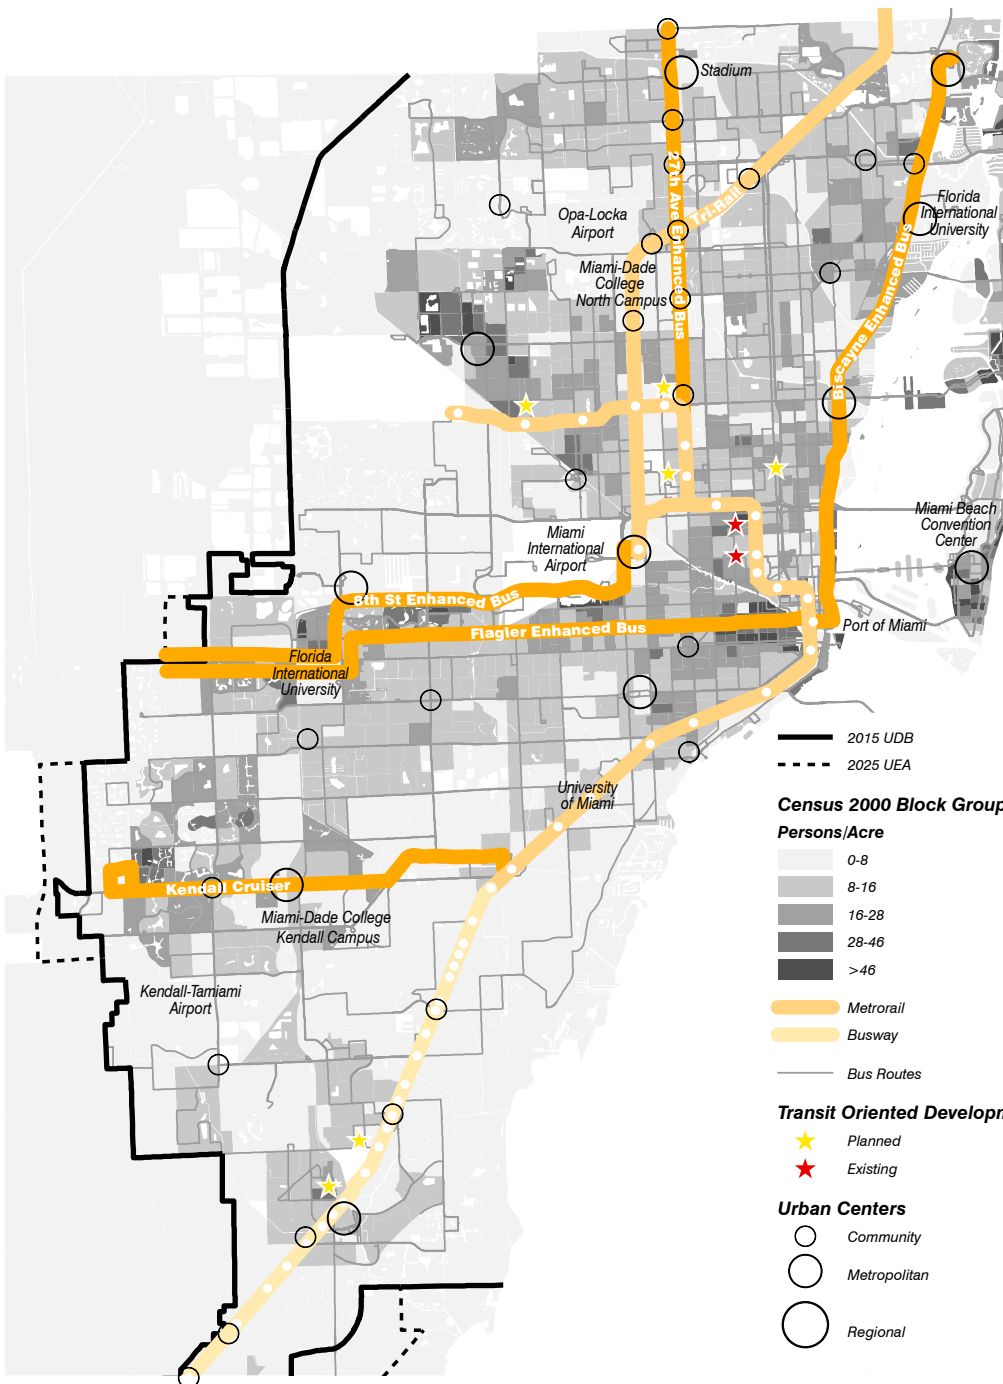 Stadium
27th Ave Enhanced Bus
Tri-Rail
Opa-Locka
Airport
Florida
International
University
Miami-Dade
College
North Campus
Biscayne Enhanced Bus
Miami Beach
Convention
Center
Miami
International
Airport
8th St Enhanced Bus
Flagler Enhanced Bus
Port of Miami
Florida
International
University
University
of Miami
Kendall Cruiser
Miami-Dade College
Kendall Campus
Kendall-Tamiami
Airport
2015 UDB
2025 UEA
Census 2000 Block Group
Persons/Acre
0-8
8-16
16-28
28-46
>46
Metrorail
Busway
Bus Routes
Transit Oriented Developm
Planned
Existing
Urban Centers
Community
Metropolitan
Regional